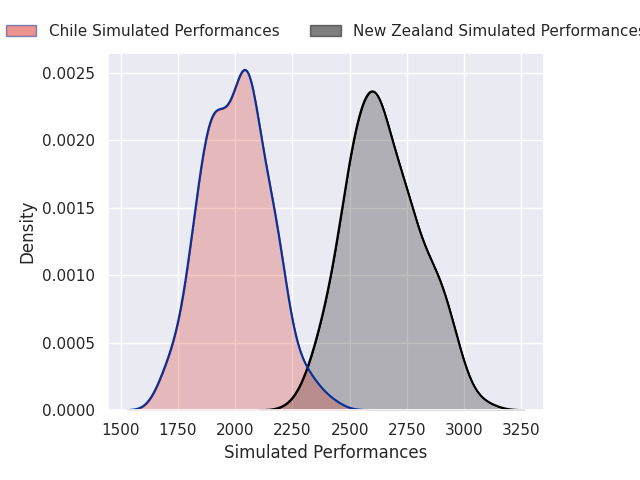 Chile Simulated Performances
New Zealand Simulated Performances
0.0025
0.0020
0.0015
0.0010
0.0005
0.0000
Density
1500 1750 2000 2250 2500 2750 3000 3250
Simulated Performances